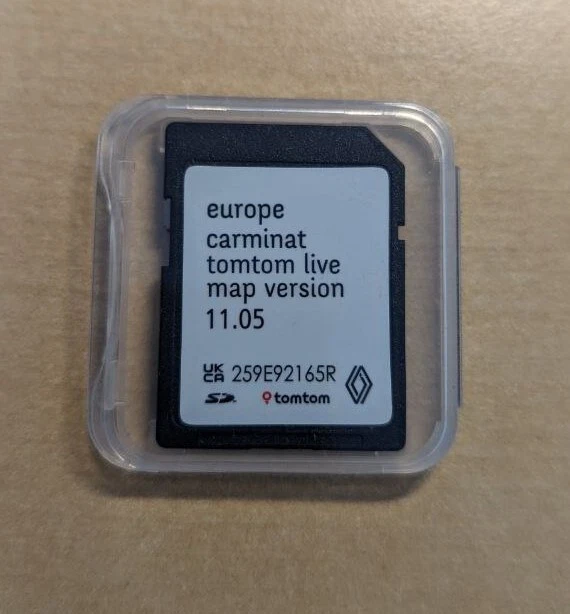 europe
carminat
tomtom live
map version
11.05
UK
CA 259E92165R
SD tomtom